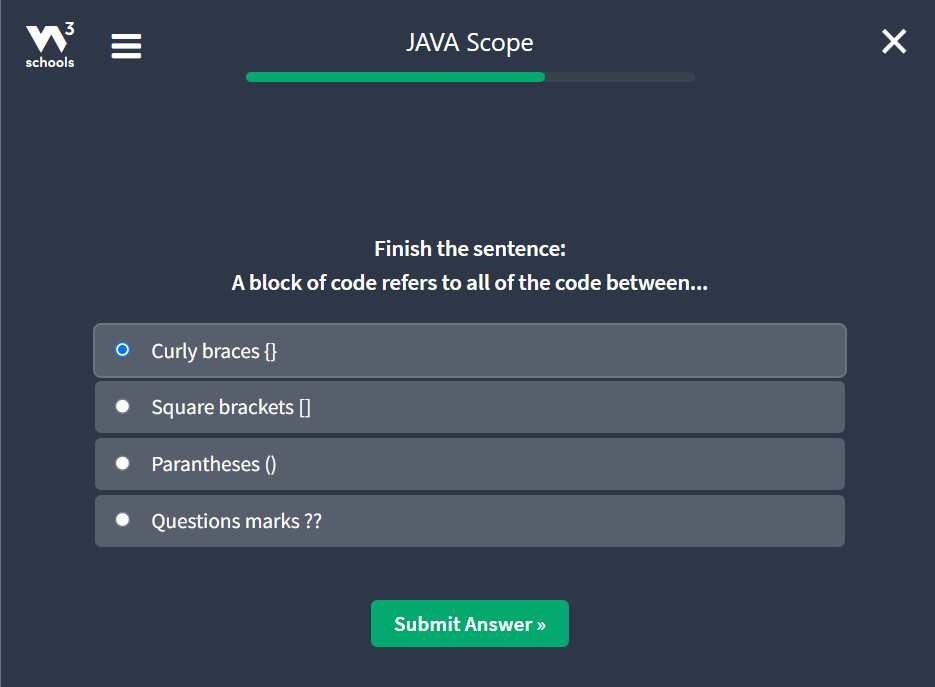 3
schools
JAVA Scope
Finish the sentence:
A block of code refers to all of the code between...
Curly braces {}
Square brackets []
Parantheses ()
Questions marks ??
Submit Answer »